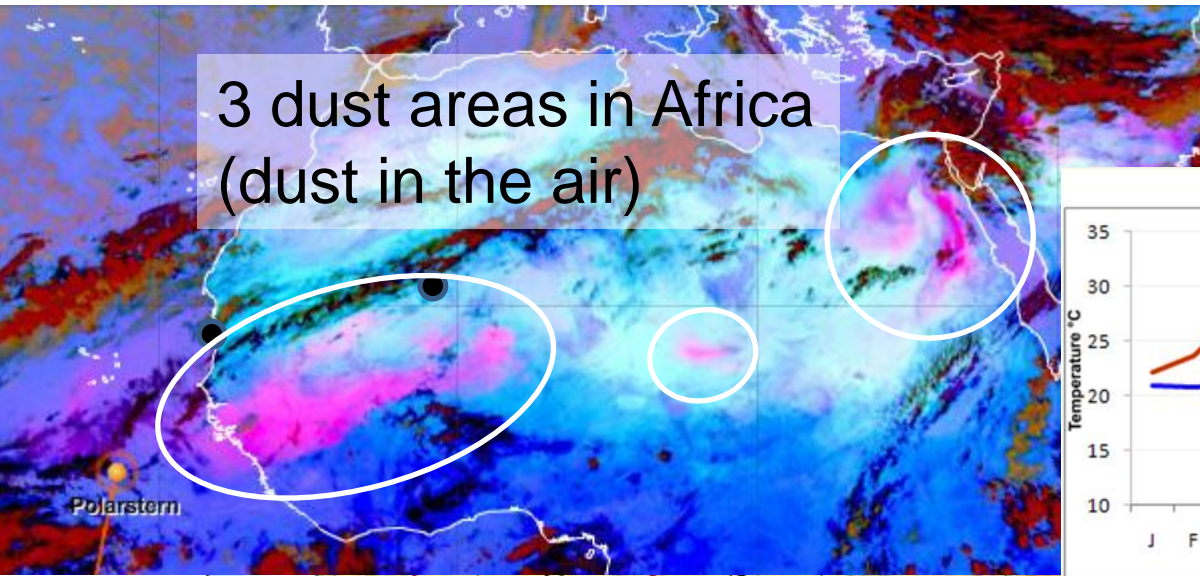 3 dust areas in Africa
(dust in the air)
Polarstern
Temperature °C
35
30
25
20
15
10
J F